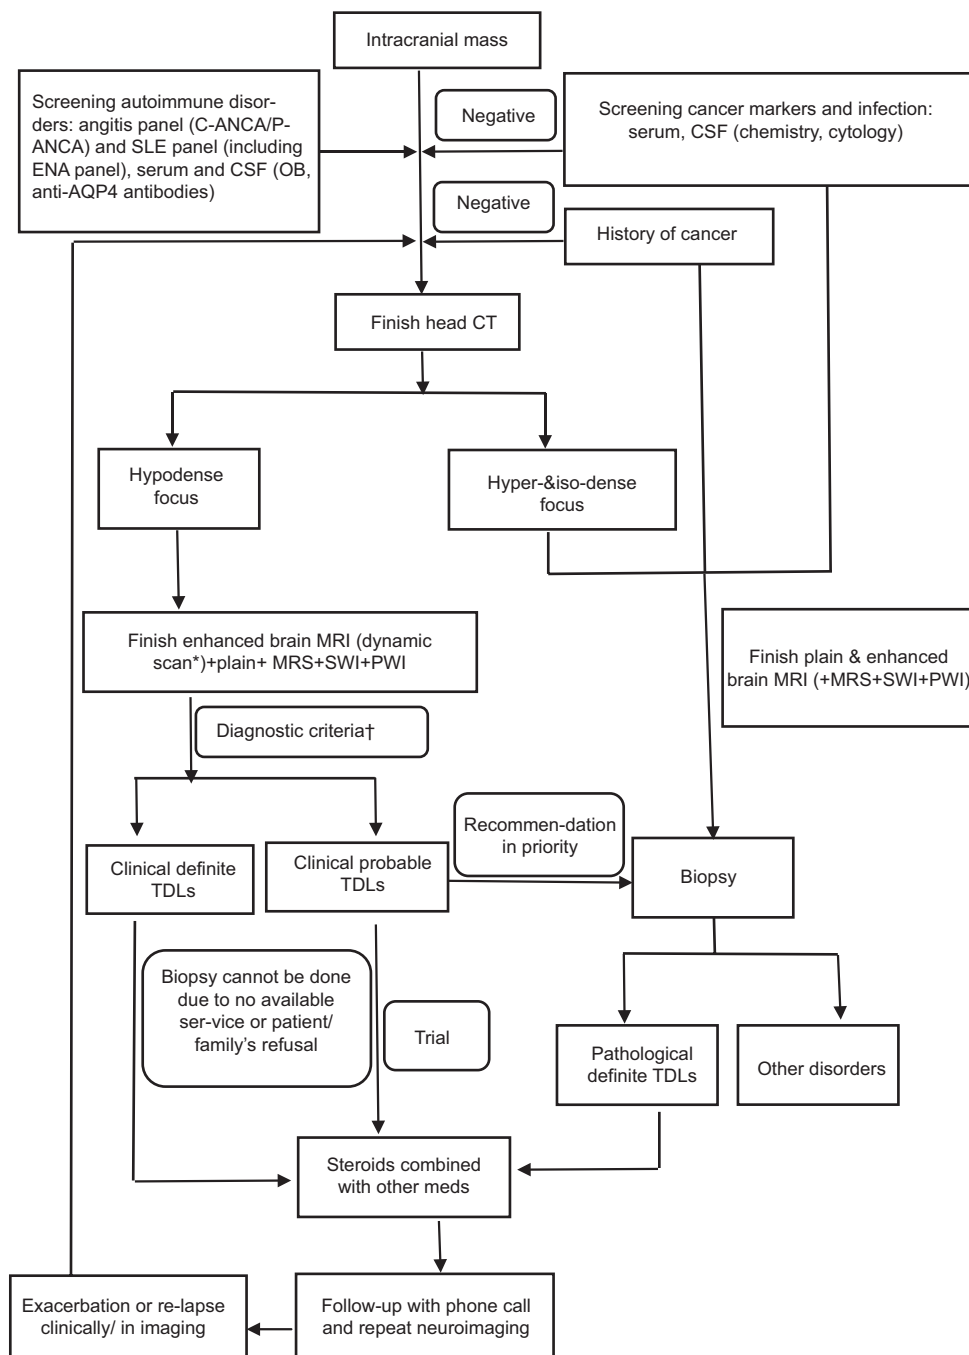 Intracranial mass
Screening autoimmune disor-
ders: angitis panel (C-ANCA/P-
ANCA) and SLE panel (including
ENA panel), serum and CSF (OB,
anti-AQP4 antibodies)
Negative
Screening cancer markers and infection:
serum, CSF (chemistry, cytology)
Negative
History of cancer
Finish head CT
Hypodense
focus
Hyper-&iso-dense
focus
Finish enhanced brain MRI (dynamic
scan*)+plain+ MRS+SWI+PWI
Finish plain & enhanced
brain MRI (+MRS+SWI+PWI)
Diagnostic criteria†
Clinical definite
TDLs
Clinical probable
TDLs
Recommen-dation
in priority
Biopsy
Biopsy cannot be done
due to no available
ser-vice or patient/
family’s refusal
Trial
Pathological
definite TDLs
Other disorders
Steroids combined
with other meds
Exacerbation or re-lapse
clinically/ in imaging
Follow-up with phone call
and repeat neuroimaging